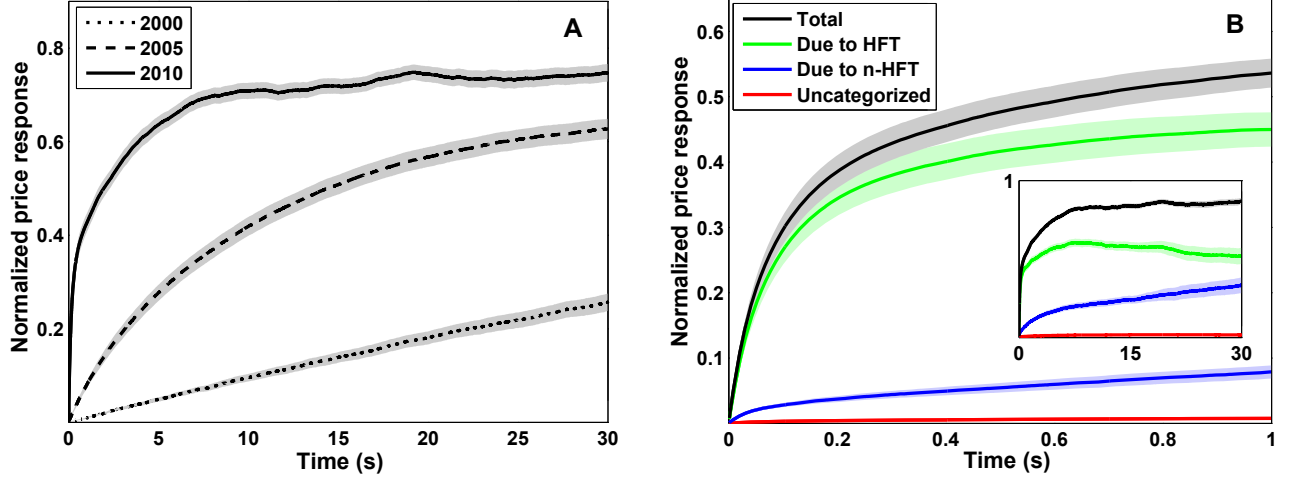 A
2000
2005
2010
Normalized price response
0.8
0.6
0.4
0.2
0 5 10 15 20 25 30
Time (s)
B
Total
Due to HFT
Due to n-HFT
Uncategorized
Normalized price response
0.6
0.5
0.4
0.3
0.2
0.1
1
0 15 30
0 0.2 0.4 0.6 0.8 1
Time (s)